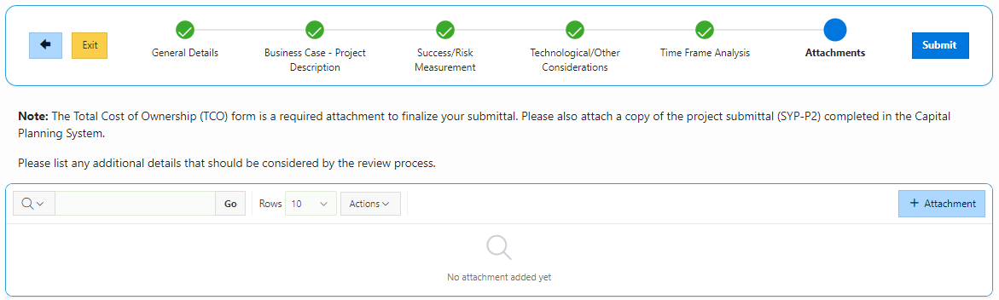 Exit
General Details
Business Case - Project
Description
Success/Risk
Measurement
Technological/Other
Considerations
Time Frame Analysis
Attachments
Submit
Note: The Total Cost of Ownership (TCO) form is a required attachment to finalize your submittal. Please also attach a copy of the project submittal (SYP-P2) completed in the Capital
Planning System.
Please list any additional details that should be considered by the review process.
Go
Rows
10
Actions
+ Attachment
No attachment added yet